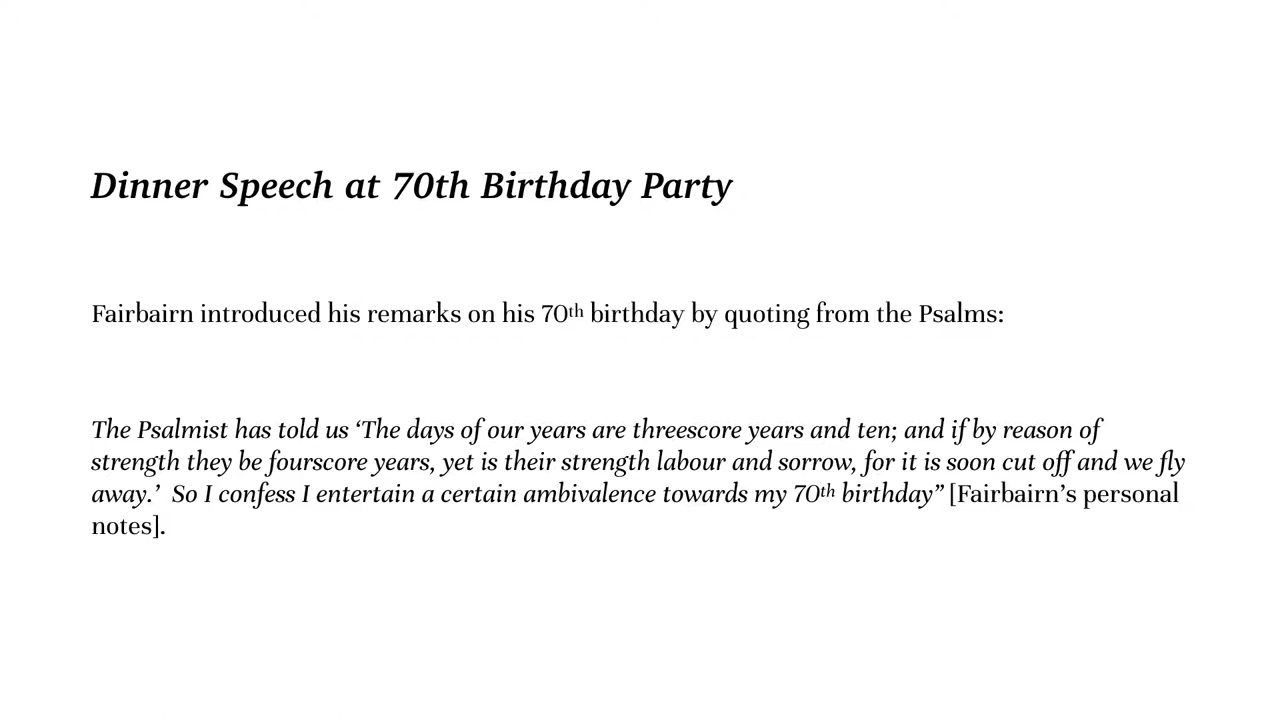 Dinner Speech at 70th Birthday Party
Fairbairn introduced his remarks on his 70th birthday by quoting from the Psalms:
The Psalmist has told us ‘The days of our years are threescore years and ten; and if by reason of
strength they be fourscore years, yet is their strength labour and sorrow, for it is soon cut off and we fly
away.’  So I confess I entertain a certain ambivalence towards my 70th birthday” [Fairbairn’s personal
notes].